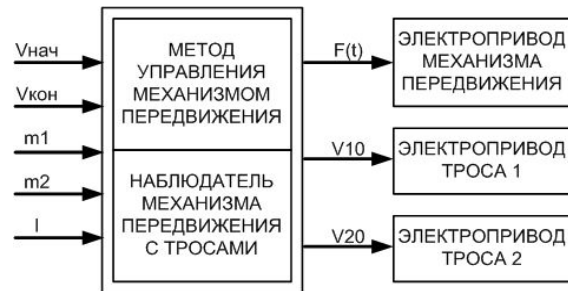 Vнач
Vкон
m1
m2
l
МЕТОД
УПРАВЛЕНИЯ
МЕХАНИЗМОМ
ПЕРЕДВИЖЕНИЯ
НАБЛЮДАТЕЛЬ
МЕХАНИЗМА
ПЕРЕДВИЖЕНИЯ
С ТРОСАМИ
F(t)
V10
V20
ЭЛЕКТРОПРИВОД
МЕХАНИЗМА
ПЕРЕДВИЖЕНИЯ
ЭЛЕКТРОПРИВОД
ТРОСА 1
ЭЛЕКТРОПРИВОД
ТРОСА 2